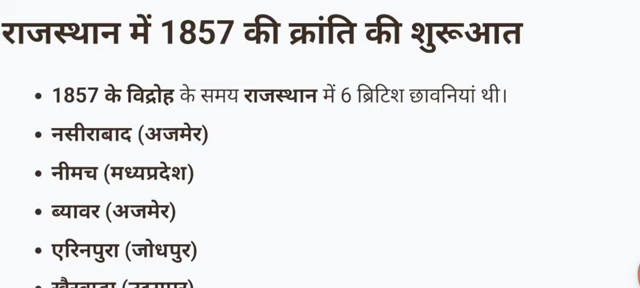 राजस्थान में 1857 की क्रांति की शुरूआत
• 1857 के विद्रोह के समय राजस्थान में 6 ब्रिटिश छावनियां थी।
• नसीराबाद (अजमेर)
• नीमच (मध्यप्रदेश)
• ब्यावर (अजमेर)
• एरिनपुरा (जोधपुर)